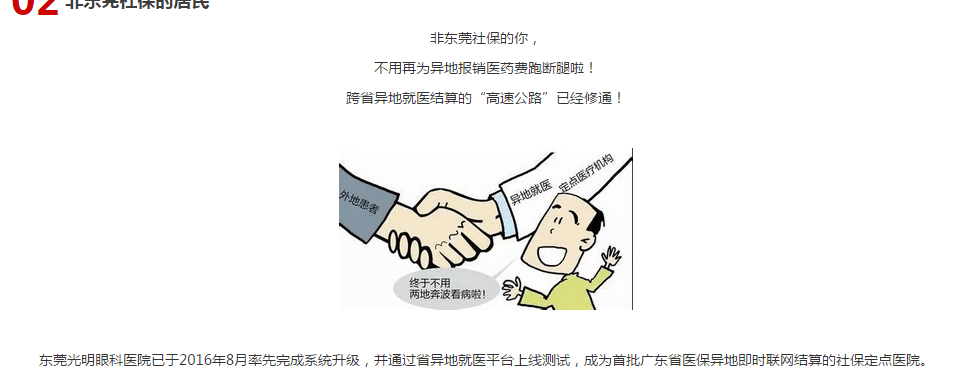 02 非东莞社保的居民
非东莞社保的你，
不用再为异地报销医药费跑断腿啦！
跨省异地就医结算的“高速公路”已经修通！
外地患者
异地就医 定点医疗机构
终于不用
两地奔波看病啦！
东莞光明眼科医院已于2016年8月率先完成系统升级，并通过省异地就医平台上线测试，成为首批广东省医保异地即时联网结算的社保定点医院。